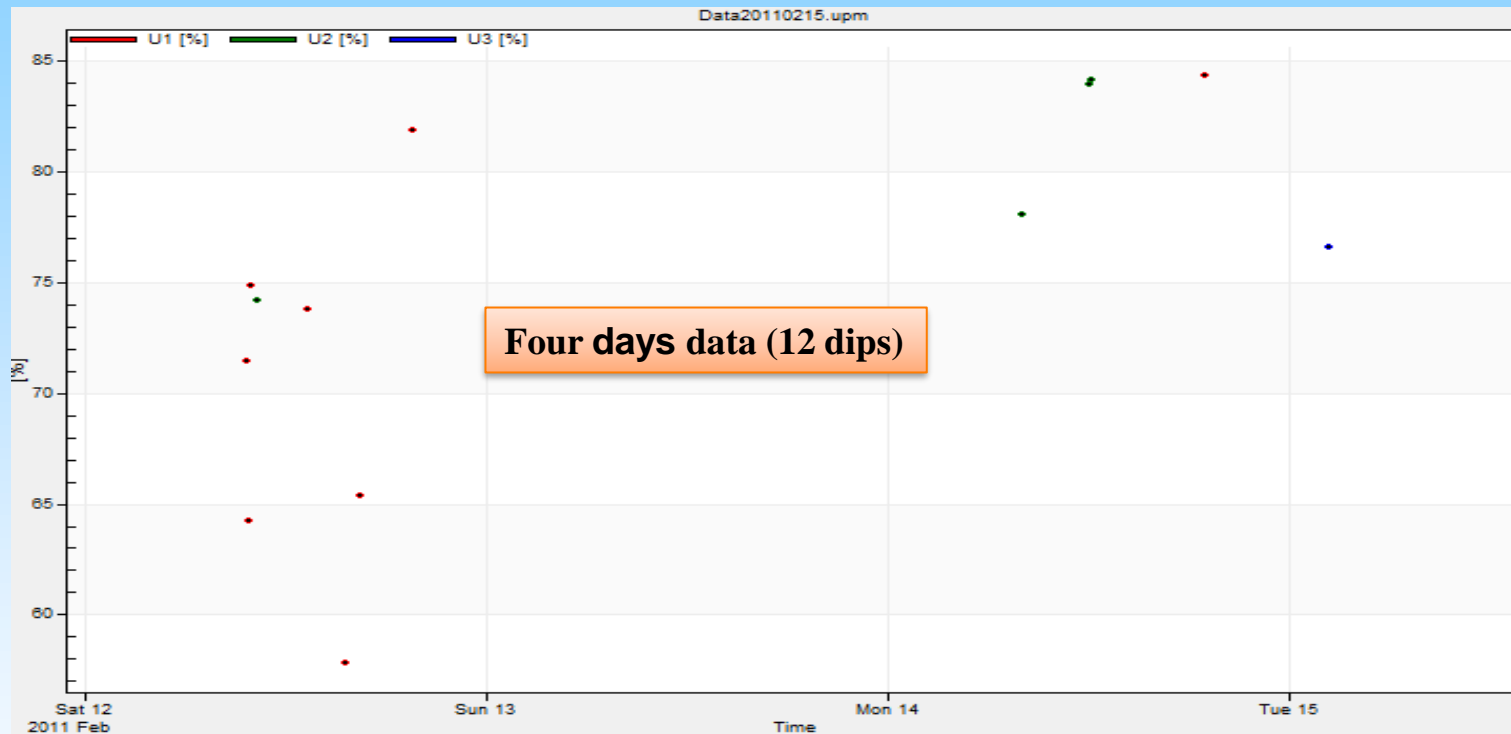 Data20110215.upm
U1 [%] U2 [%] U3 [%]
85
80
75
70
65
60
[%]
Four days data (12 dips)
Sat 12 Sun 13 Mon 14 Tue 15
2011 Feb
Time